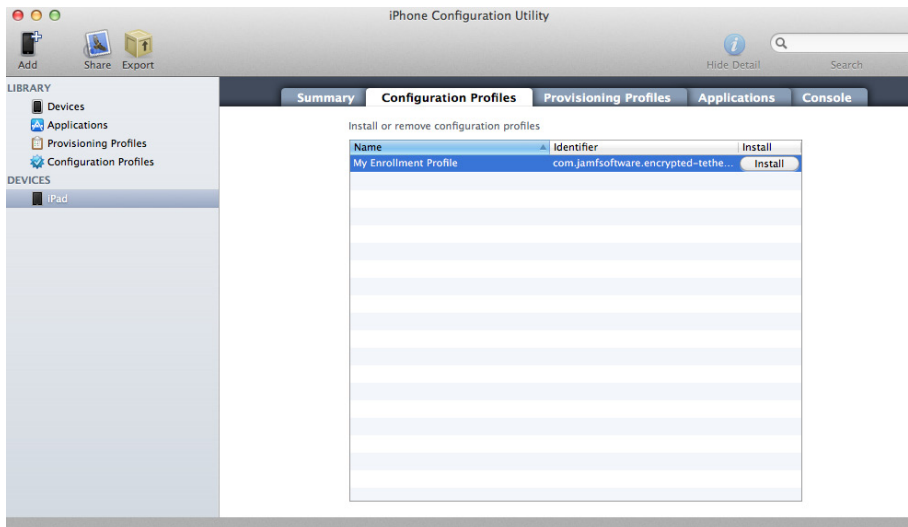 iPhone Configuration Utility
Add Share Export Hide Detail Search
LIBRARY
Devices
Applications
Provisioning Profiles
Configuration Profiles
DEVICES
iPad
Summary Configuration Profiles Provisioning Profiles Applications Console
Install or remove configuration profiles
Name Identifier Install
My Enrollment Profile com.jamfsoftware.encrypted-tethe... Install